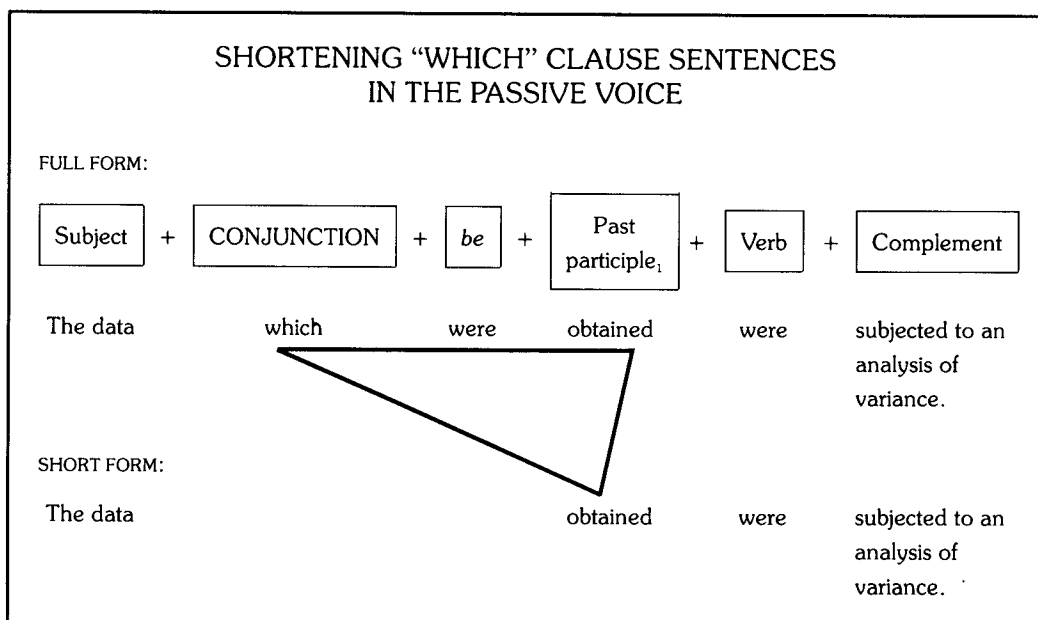 SHORTENING “WHICH” CLAUSE SENTENCES
IN THE PASSIVE VOICE
FULL FORM:
Subject + CONJUNCTION + be + Past participle₁ + Verb + Complement
The data which were obtained were subjected to an
analysis of
variance.
SHORT FORM:
The data obtained were subjected to an
analysis of
variance.